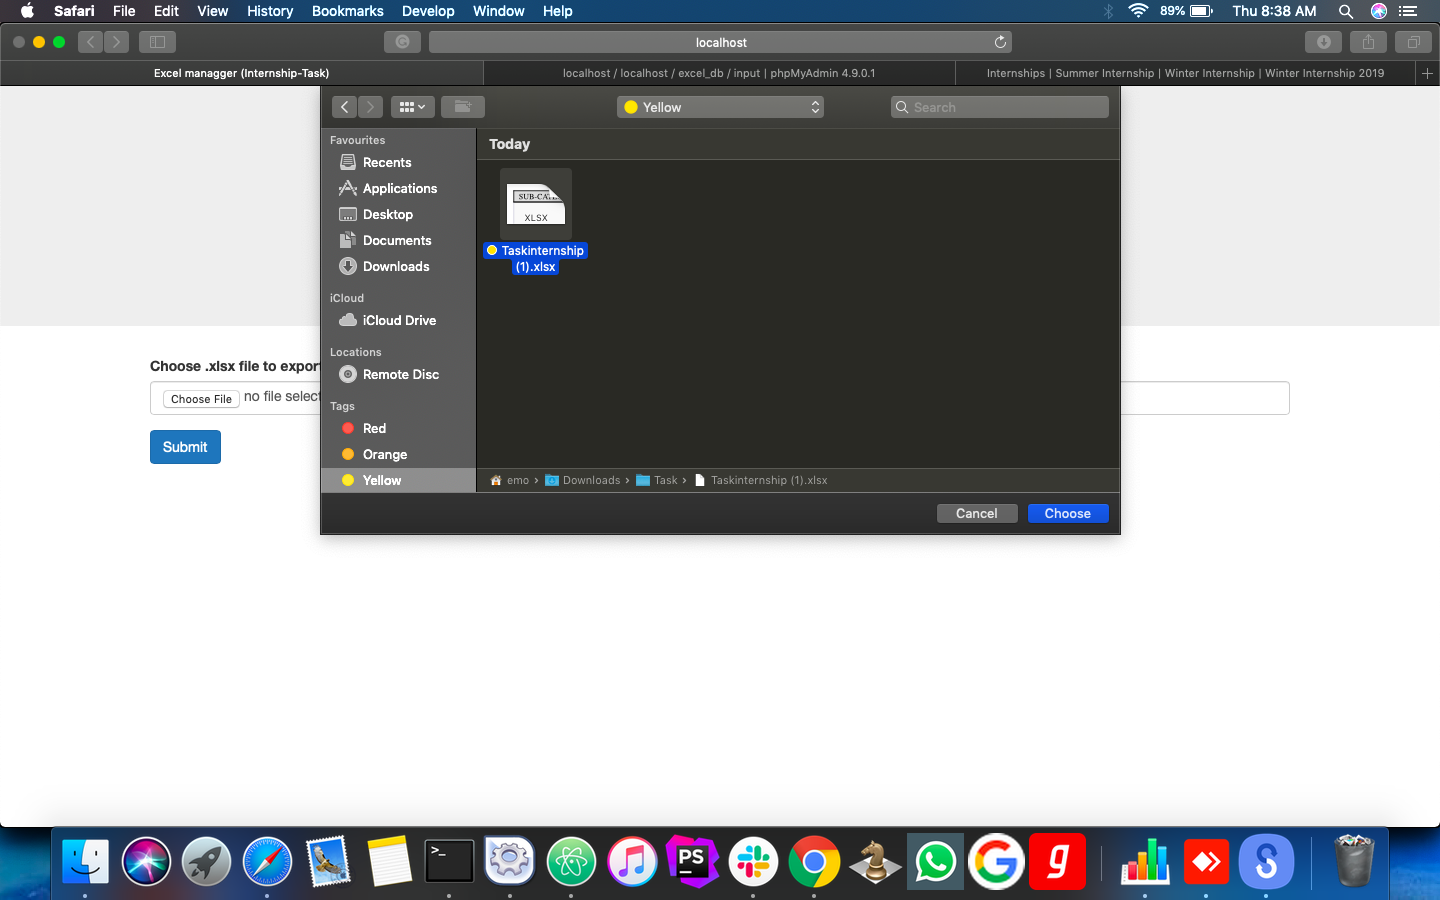 Safari File Edit View History Bookmarks Develop Window Help 89% Thu 8:38 AM
localhost
Excel managger (Internship-Task) localhost / localhost / excel_db / input | phpMyAdmin 4.9.0.1 Internships | Summer Internship | Winter Internship | Winter Internship 2019
Yellow Search
Favourites
Recents
Applications
Desktop
Documents
Downloads
iCloud
iCloud Drive
Locations
Remote Disc
Tags
Red
Orange
Yellow
Today
XLSX
Taskinternship
(1).xlsx
emo › Downloads › Task › Taskinternship (1).xlsx
Cancel Choose
Choose .xlsx file to export
Choose File no file select
Submit
PS